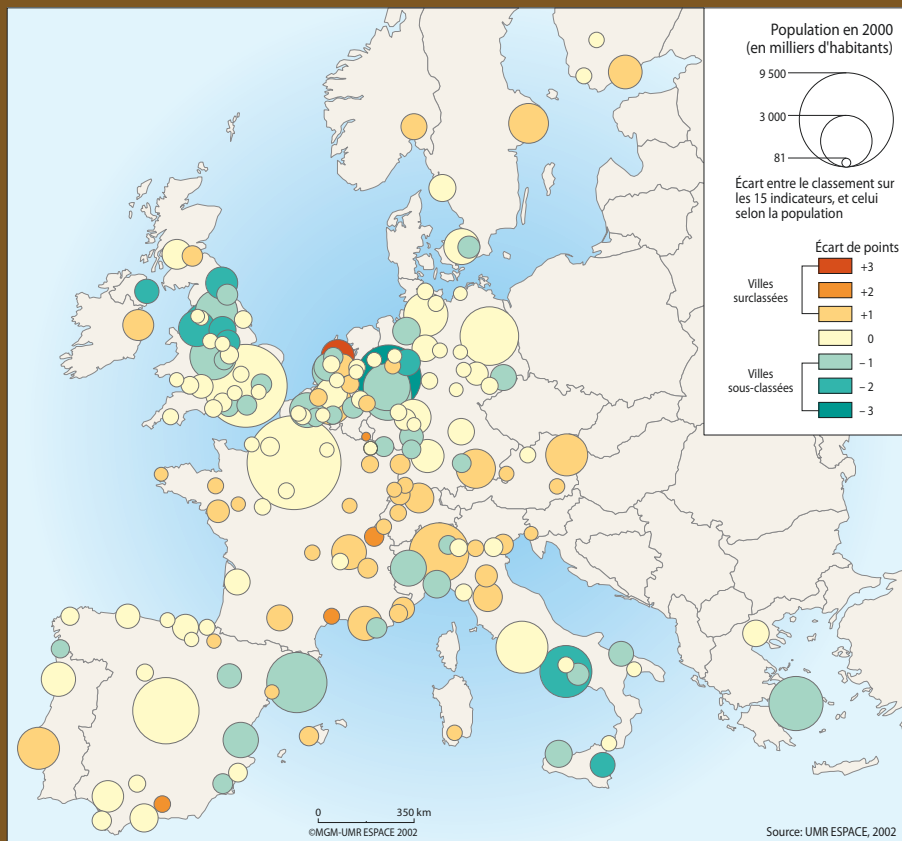 Population en 2000
(en milliers d'habitants)
9 500
3 000
81
Écart entre le classement sur
les 15 indicateurs, et celui
selon la population
Écart de points
Villes
surclassées
+3
+2
+1
0
Villes
sous-classées
– 1
– 2
– 3
0 350 km
©MGM-UMR ESPACE 2002
Source: UMR ESPACE, 2002